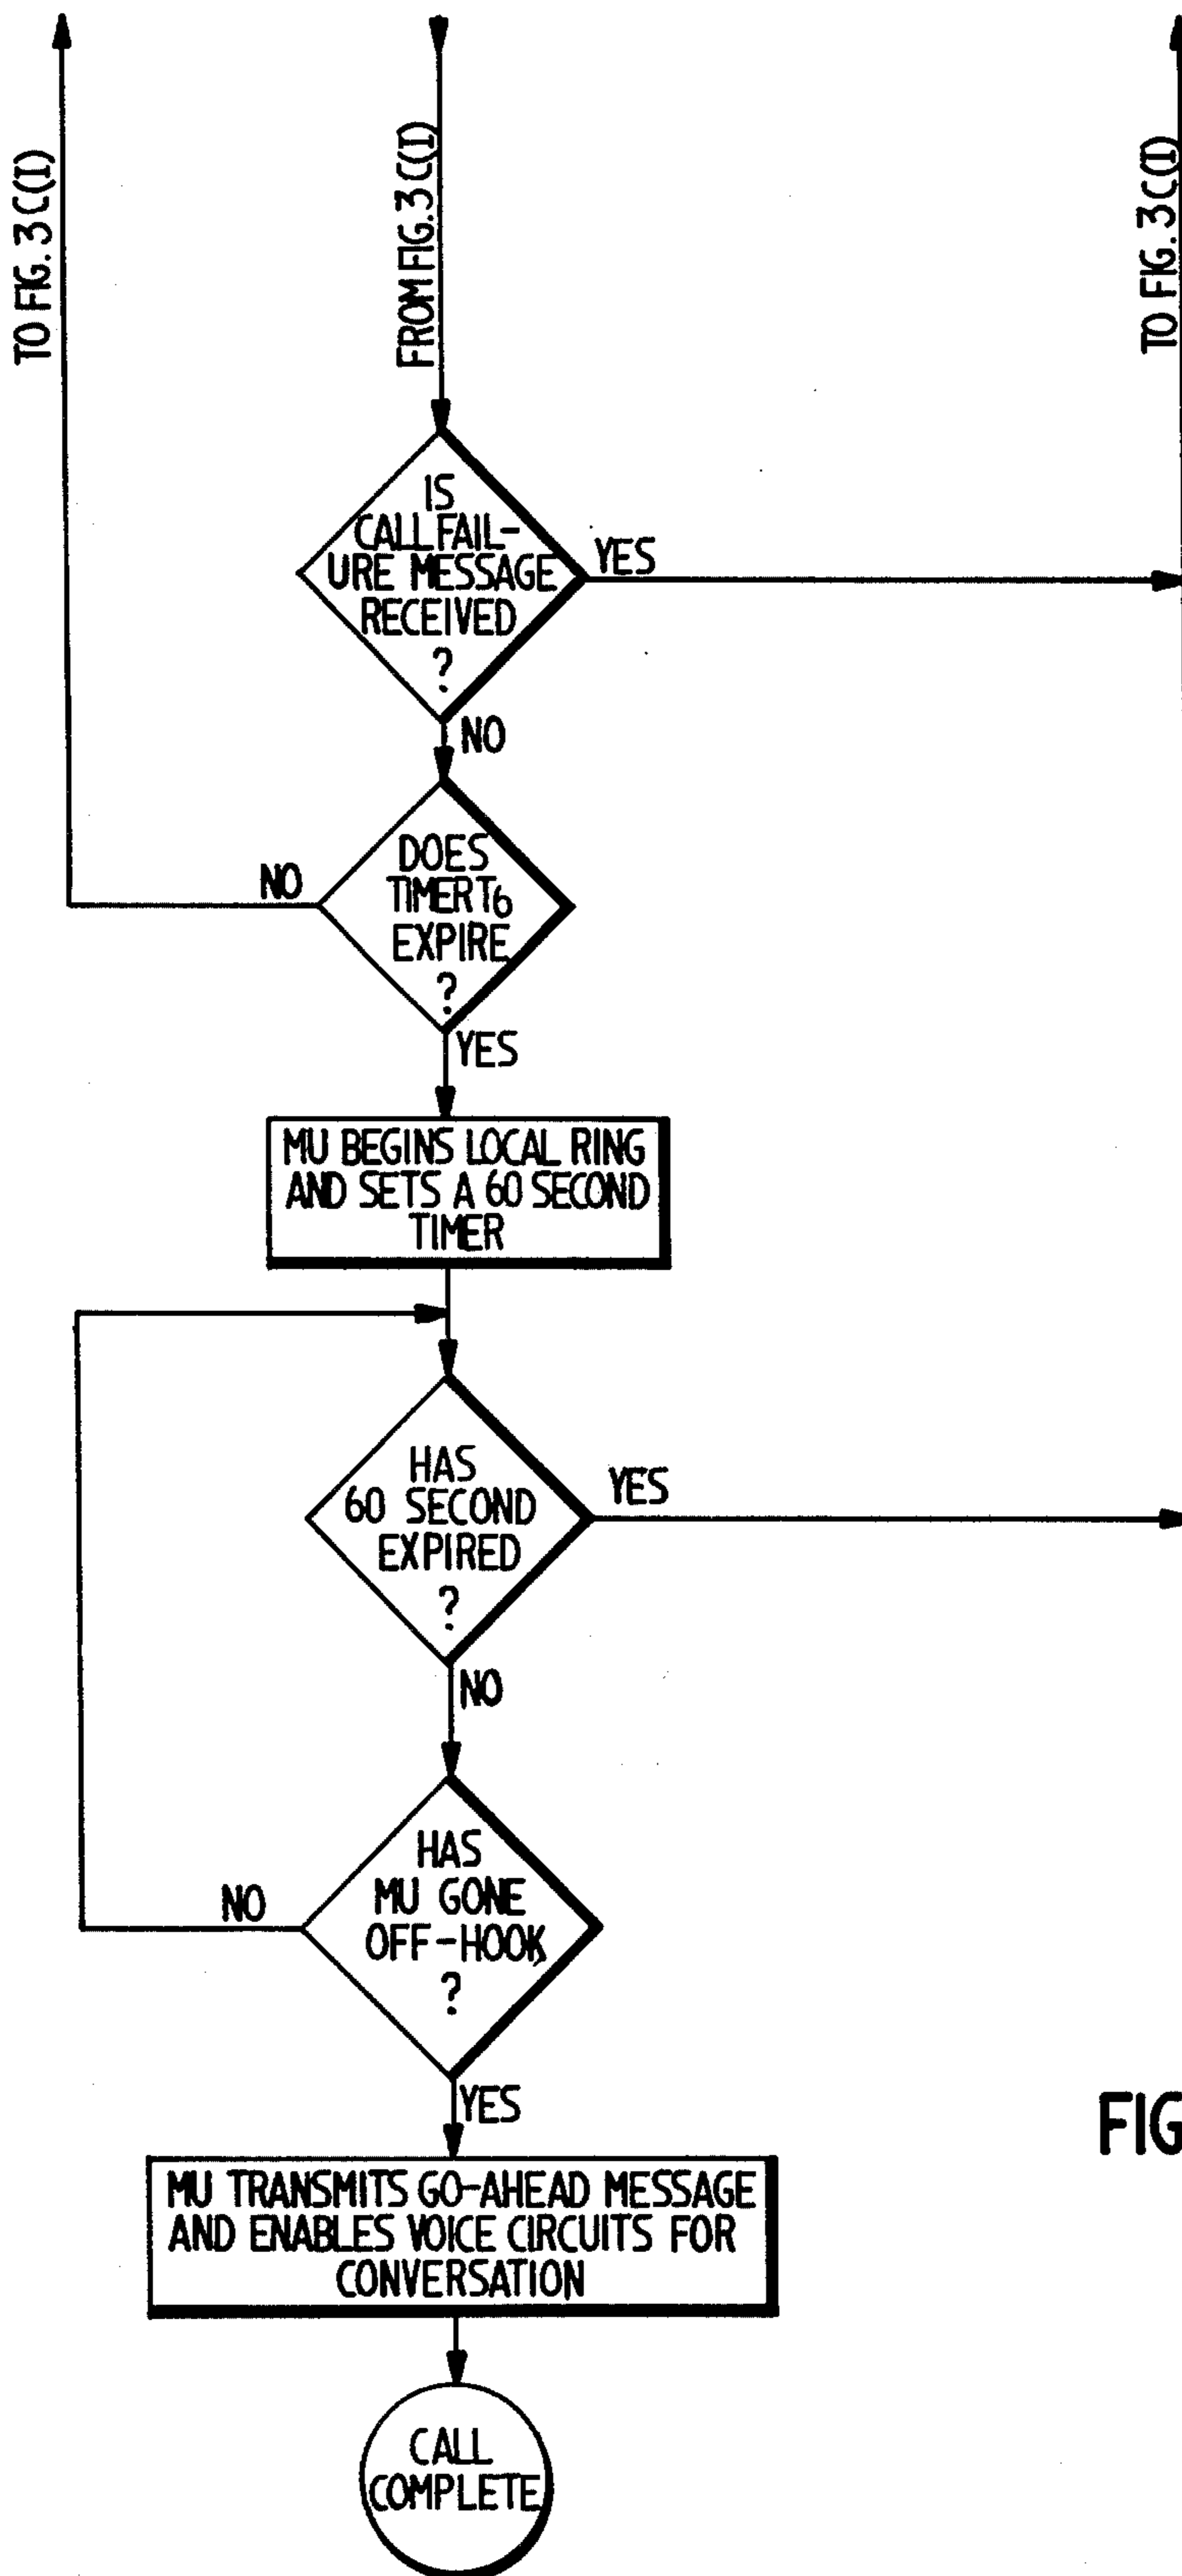 TO FIG. 3C(I)
FROM FIG. 3C(I)
TO FIG. 3C(I)
IS
CALL FAIL-
URE MESSAGE
RECEIVED
?
YES
NO
DOES
TIMER T6
EXPIRE
?
NO
YES
MU BEGINS LOCAL RING
AND SETS A 60 SECOND
TIMER
HAS
60 SECOND
EXPIRED
?
YES
NO
HAS
MU GONE
OFF-HOOK
?
NO
YES
FIG
MU TRANSMITS GO-AHEAD MESSAGE
AND ENABLES VOICE CIRCUITS FOR
CONVERSATION
CALL
COMPLETE